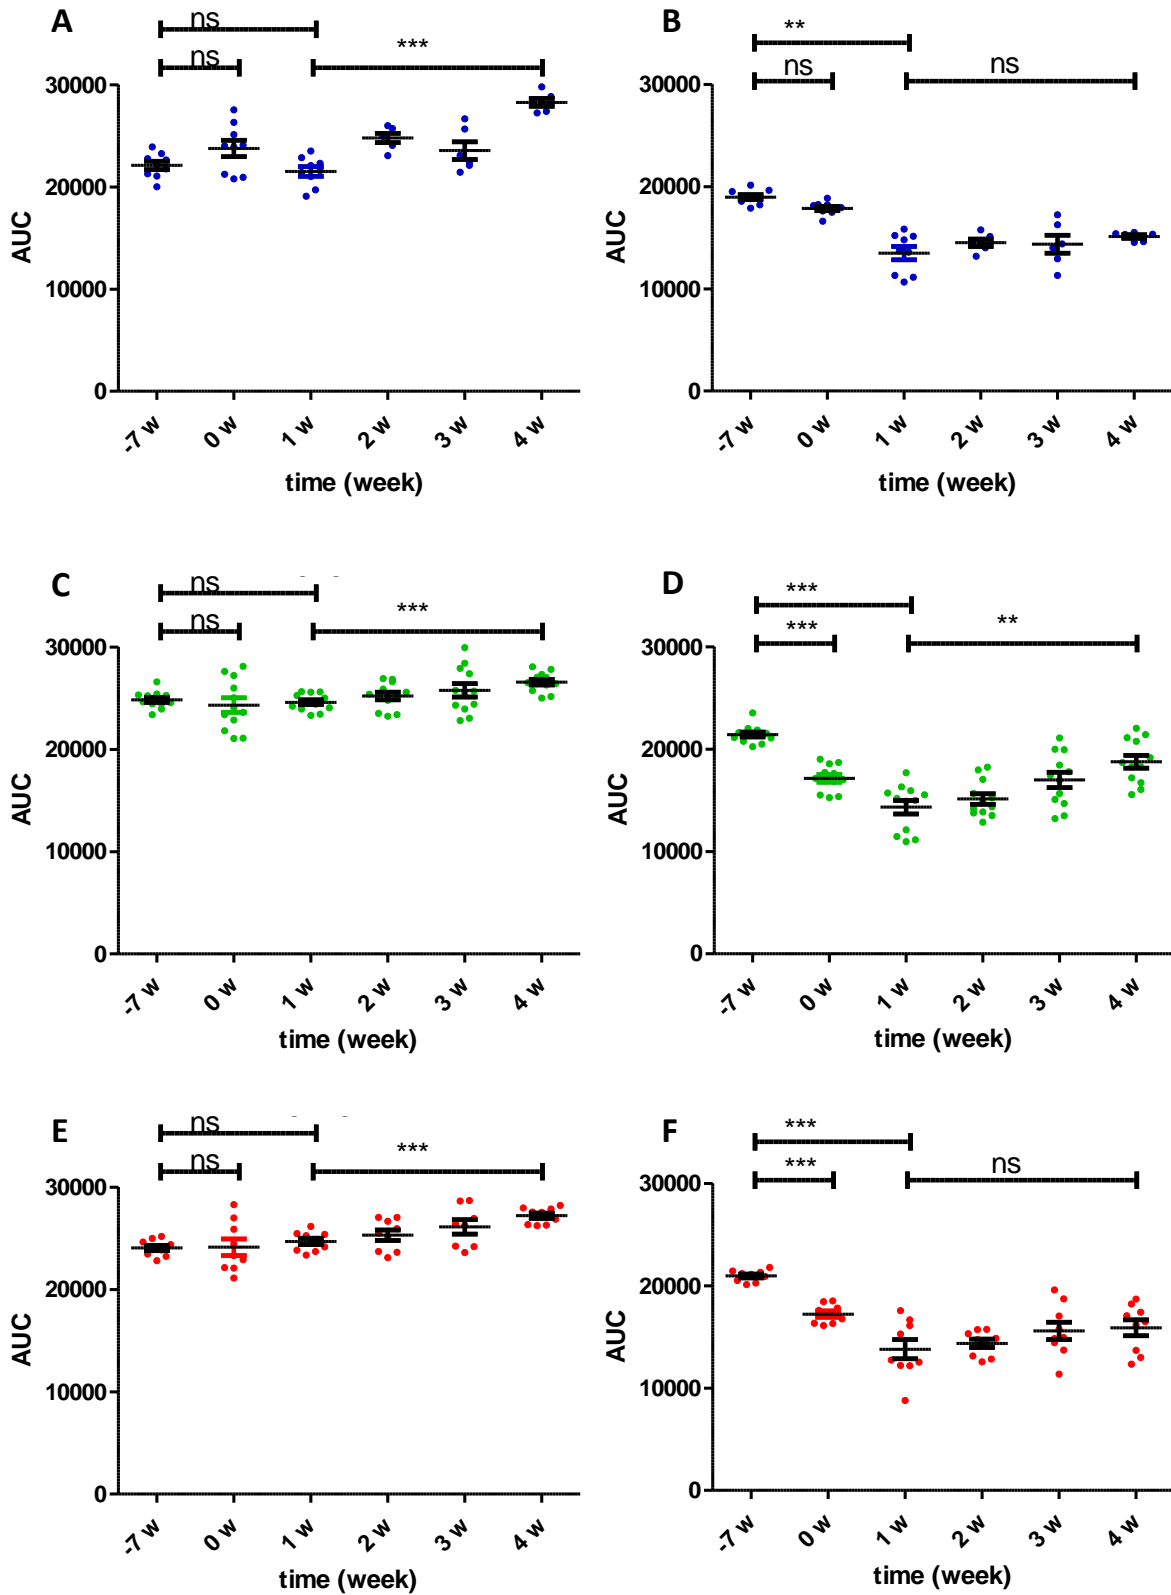 A
ns
ns
***
30000
20000
10000
0
AUC
-7 w
0 w
1 w
2 w
3 w
4 w
time (week)
B
**
ns
ns
30000
20000
10000
0
AUC
-7 w
0 w
1 w
2 w
3 w
4 w
time (week)
C
ns
ns
***
30000
20000
10000
0
AUC
-7 w
0 w
1 w
2 w
3 w
4 w
time (week)
D
***
***
**
30000
20000
10000
0
AUC
-7 w
0 w
1 w
2 w
3 w
4 w
time (week)
E
ns
ns
***
30000
20000
10000
0
AUC
-7 w
0 w
1 w
2 w
3 w
4 w
time (week)
F
***
***
ns
30000
20000
10000
0
AUC
-7 w
0 w
1 w
2 w
3 w
4 w
time (week)